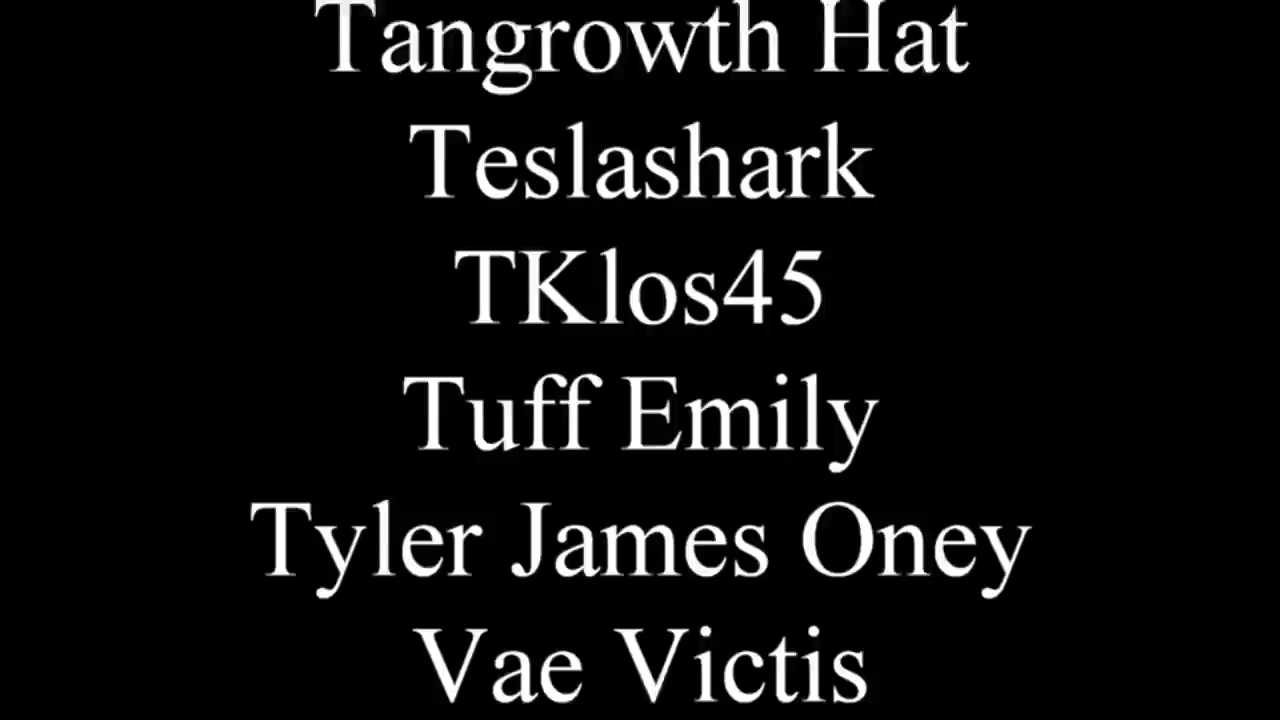 Tangrowth Hat
Teslashark
TKlos45
Tuff Emily
Tyler James Oney
Vae Victis